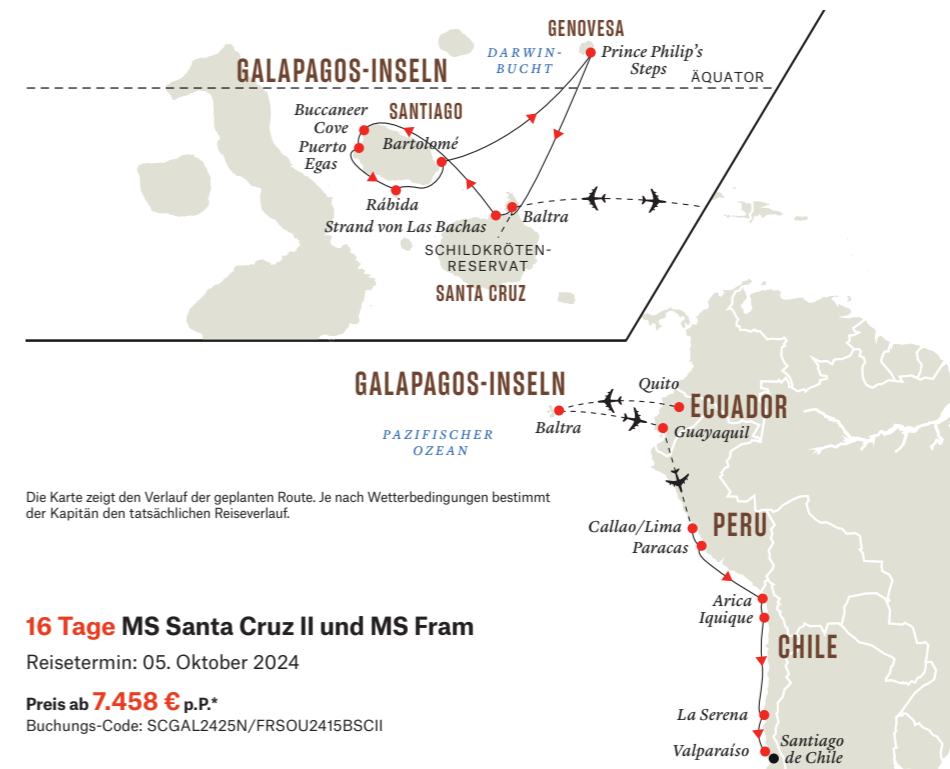 GENOVESA
DARWIN-
BUCHT
Prince Philip's
Steps
GALAPAGOS-INSELN
ÄQUATOR
Buccaneer
Cove
SANTIAGO
Puerto
Egas
Bartolomé
Rábida
Strand von Las Bachas
Baltra
SCHILDKRÖTEN-
RESERVAT
SANTA CRUZ
GALAPAGOS-INSELN
Quito
ECUADOR
Baltra
Guayaquil
PAZIFISCHER
OZEAN
Die Karte zeigt den Verlauf der geplanten Route. Je nach Wetterbedingungen bestimmt
der Kapitän den tatsächlichen Reiseverlauf.
Callao/Lima
PERU
Paracas
Arica
Iquique
CHILE
La Serena
Valparaíso
Santiago
de Chile
16 Tage MS Santa Cruz II und MS Fram
Reisetermin: 05. Oktober 2024
Preis ab 7.458 € p.P.*
Buchungs-Code: SCGAL2425N/FRSOU2415BSCII